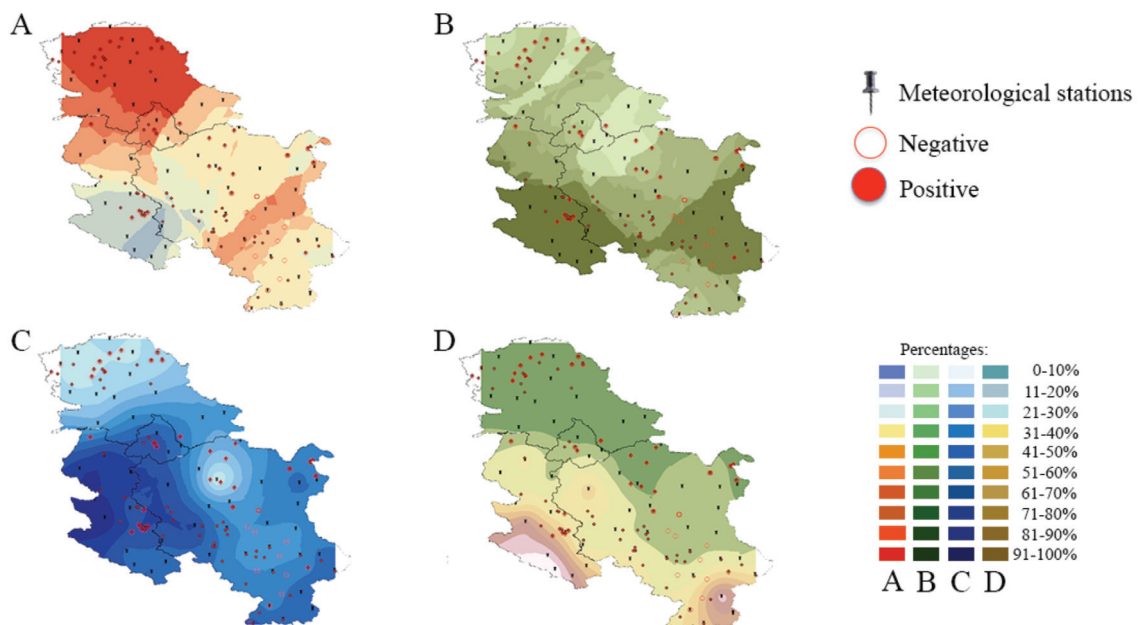 A
B
Meteorological stations
Negative
Positive
C
D
Percentages:
0-10%
11-20%
21-30%
31-40%
41-50%
51-60%
61-70%
71-80%
81-90%
91-100%
A B C D